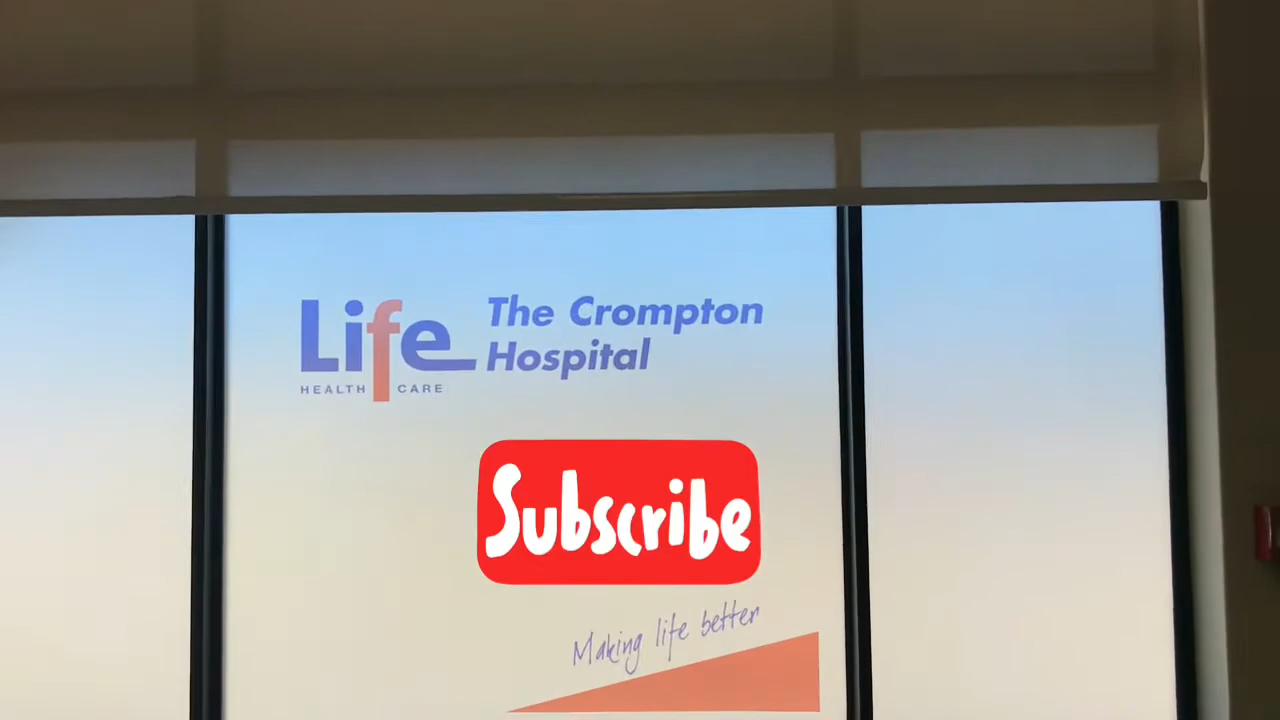 Life
HEALTH CARE
The Crompton
Hospital
Subscribe
Making life better